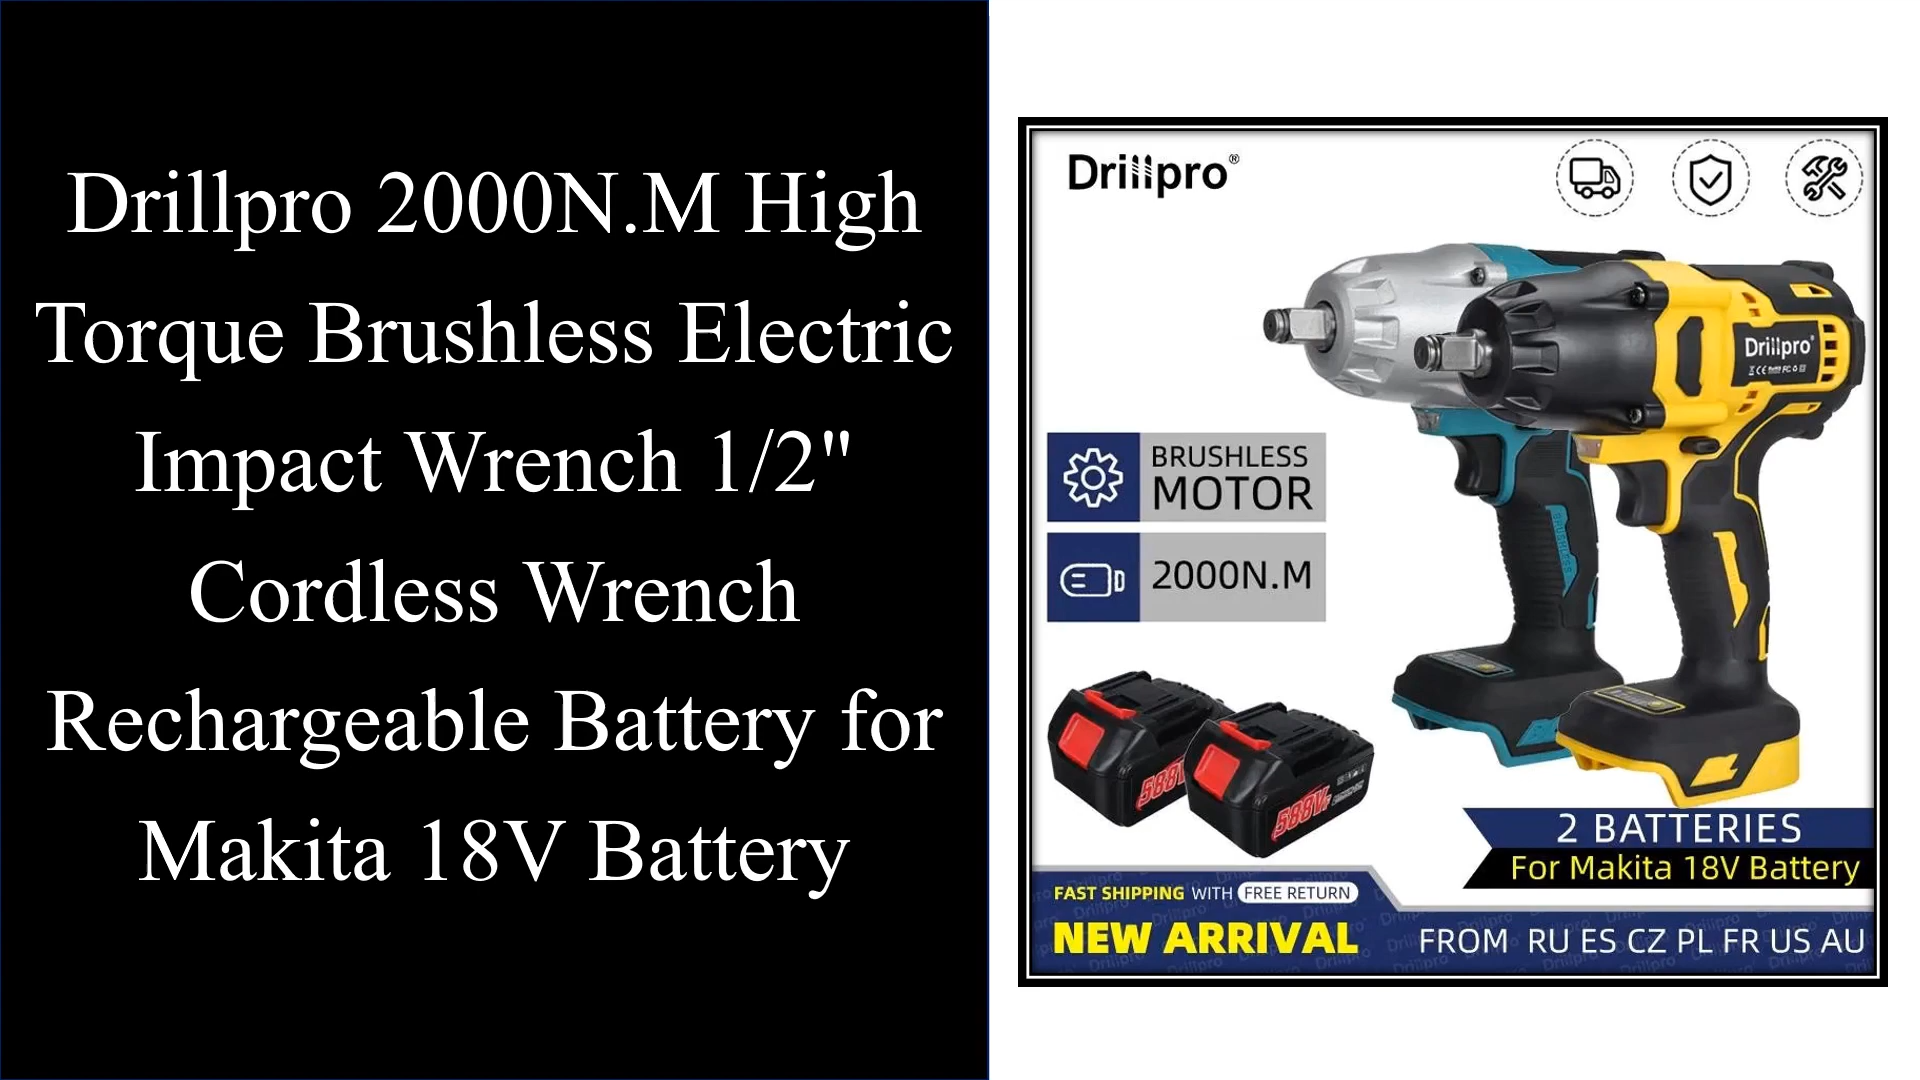 Drillpro 2000N.M High
Torque Brushless Electric
Impact Wrench 1/2"
Cordless Wrench
Rechargeable Battery for
Makita 18V Battery
Drillpro®
Drillpro
BRUSHLESS
MOTOR
2000N.M
BRUSHLESS
588VF
2 BATTERIES
For Makita 18V Battery
FAST SHIPPING WITH FREE RETURN
NEW ARRIVAL
FROM RU ES CZ PL FR US AU